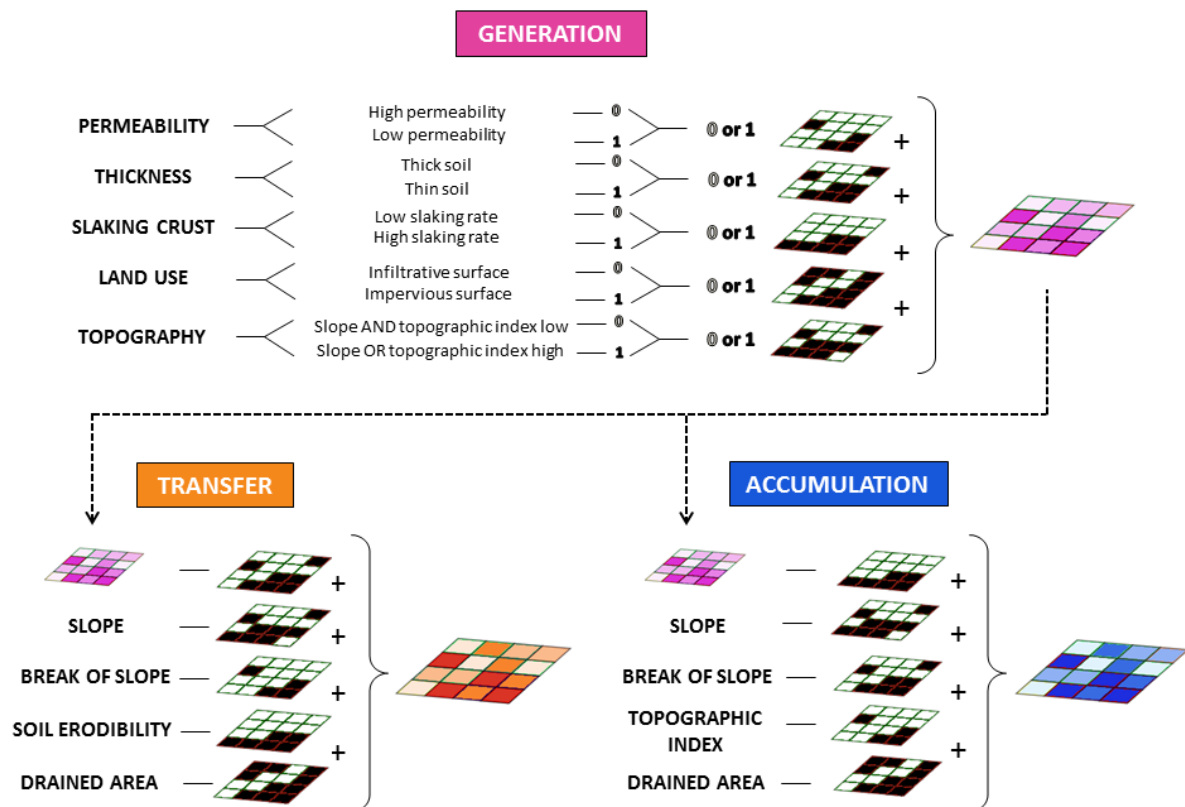 GENERATION
PERMEABILITY
High permeability
Low permeability
0
1
0 or 1
+
THICKNESS
Thick soil
Thin soil
0
1
0 or 1
+
SLAKING CRUST
Low slaking rate
High slaking rate
0
1
0 or 1
+
LAND USE
Infiltrative surface
Impervious surface
0
1
0 or 1
+
TOPOGRAPHY
Slope AND topographic index low
Slope OR topographic index high
0
1
0 or 1
TRANSFER
+
SLOPE
+
BREAK OF SLOPE
+
SOIL ERODIBILITY
+
DRAINED AREA
ACCUMULATION
+
SLOPE
+
BREAK OF SLOPE
+
TOPOGRAPHIC
INDEX
+
DRAINED AREA